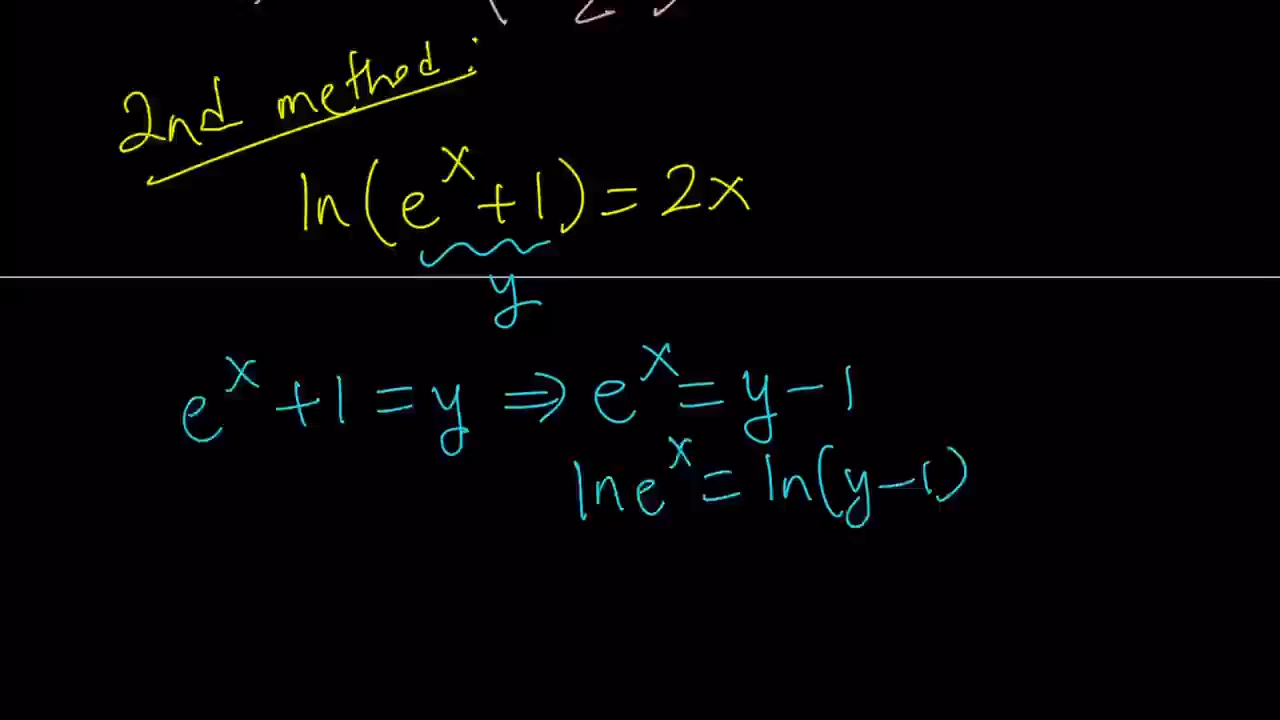 2nd method:
ln(e^x + 1) = 2x
y
e^x + 1 = y ⇒ e^x = y - 1
ln e^x = ln(y - 1)